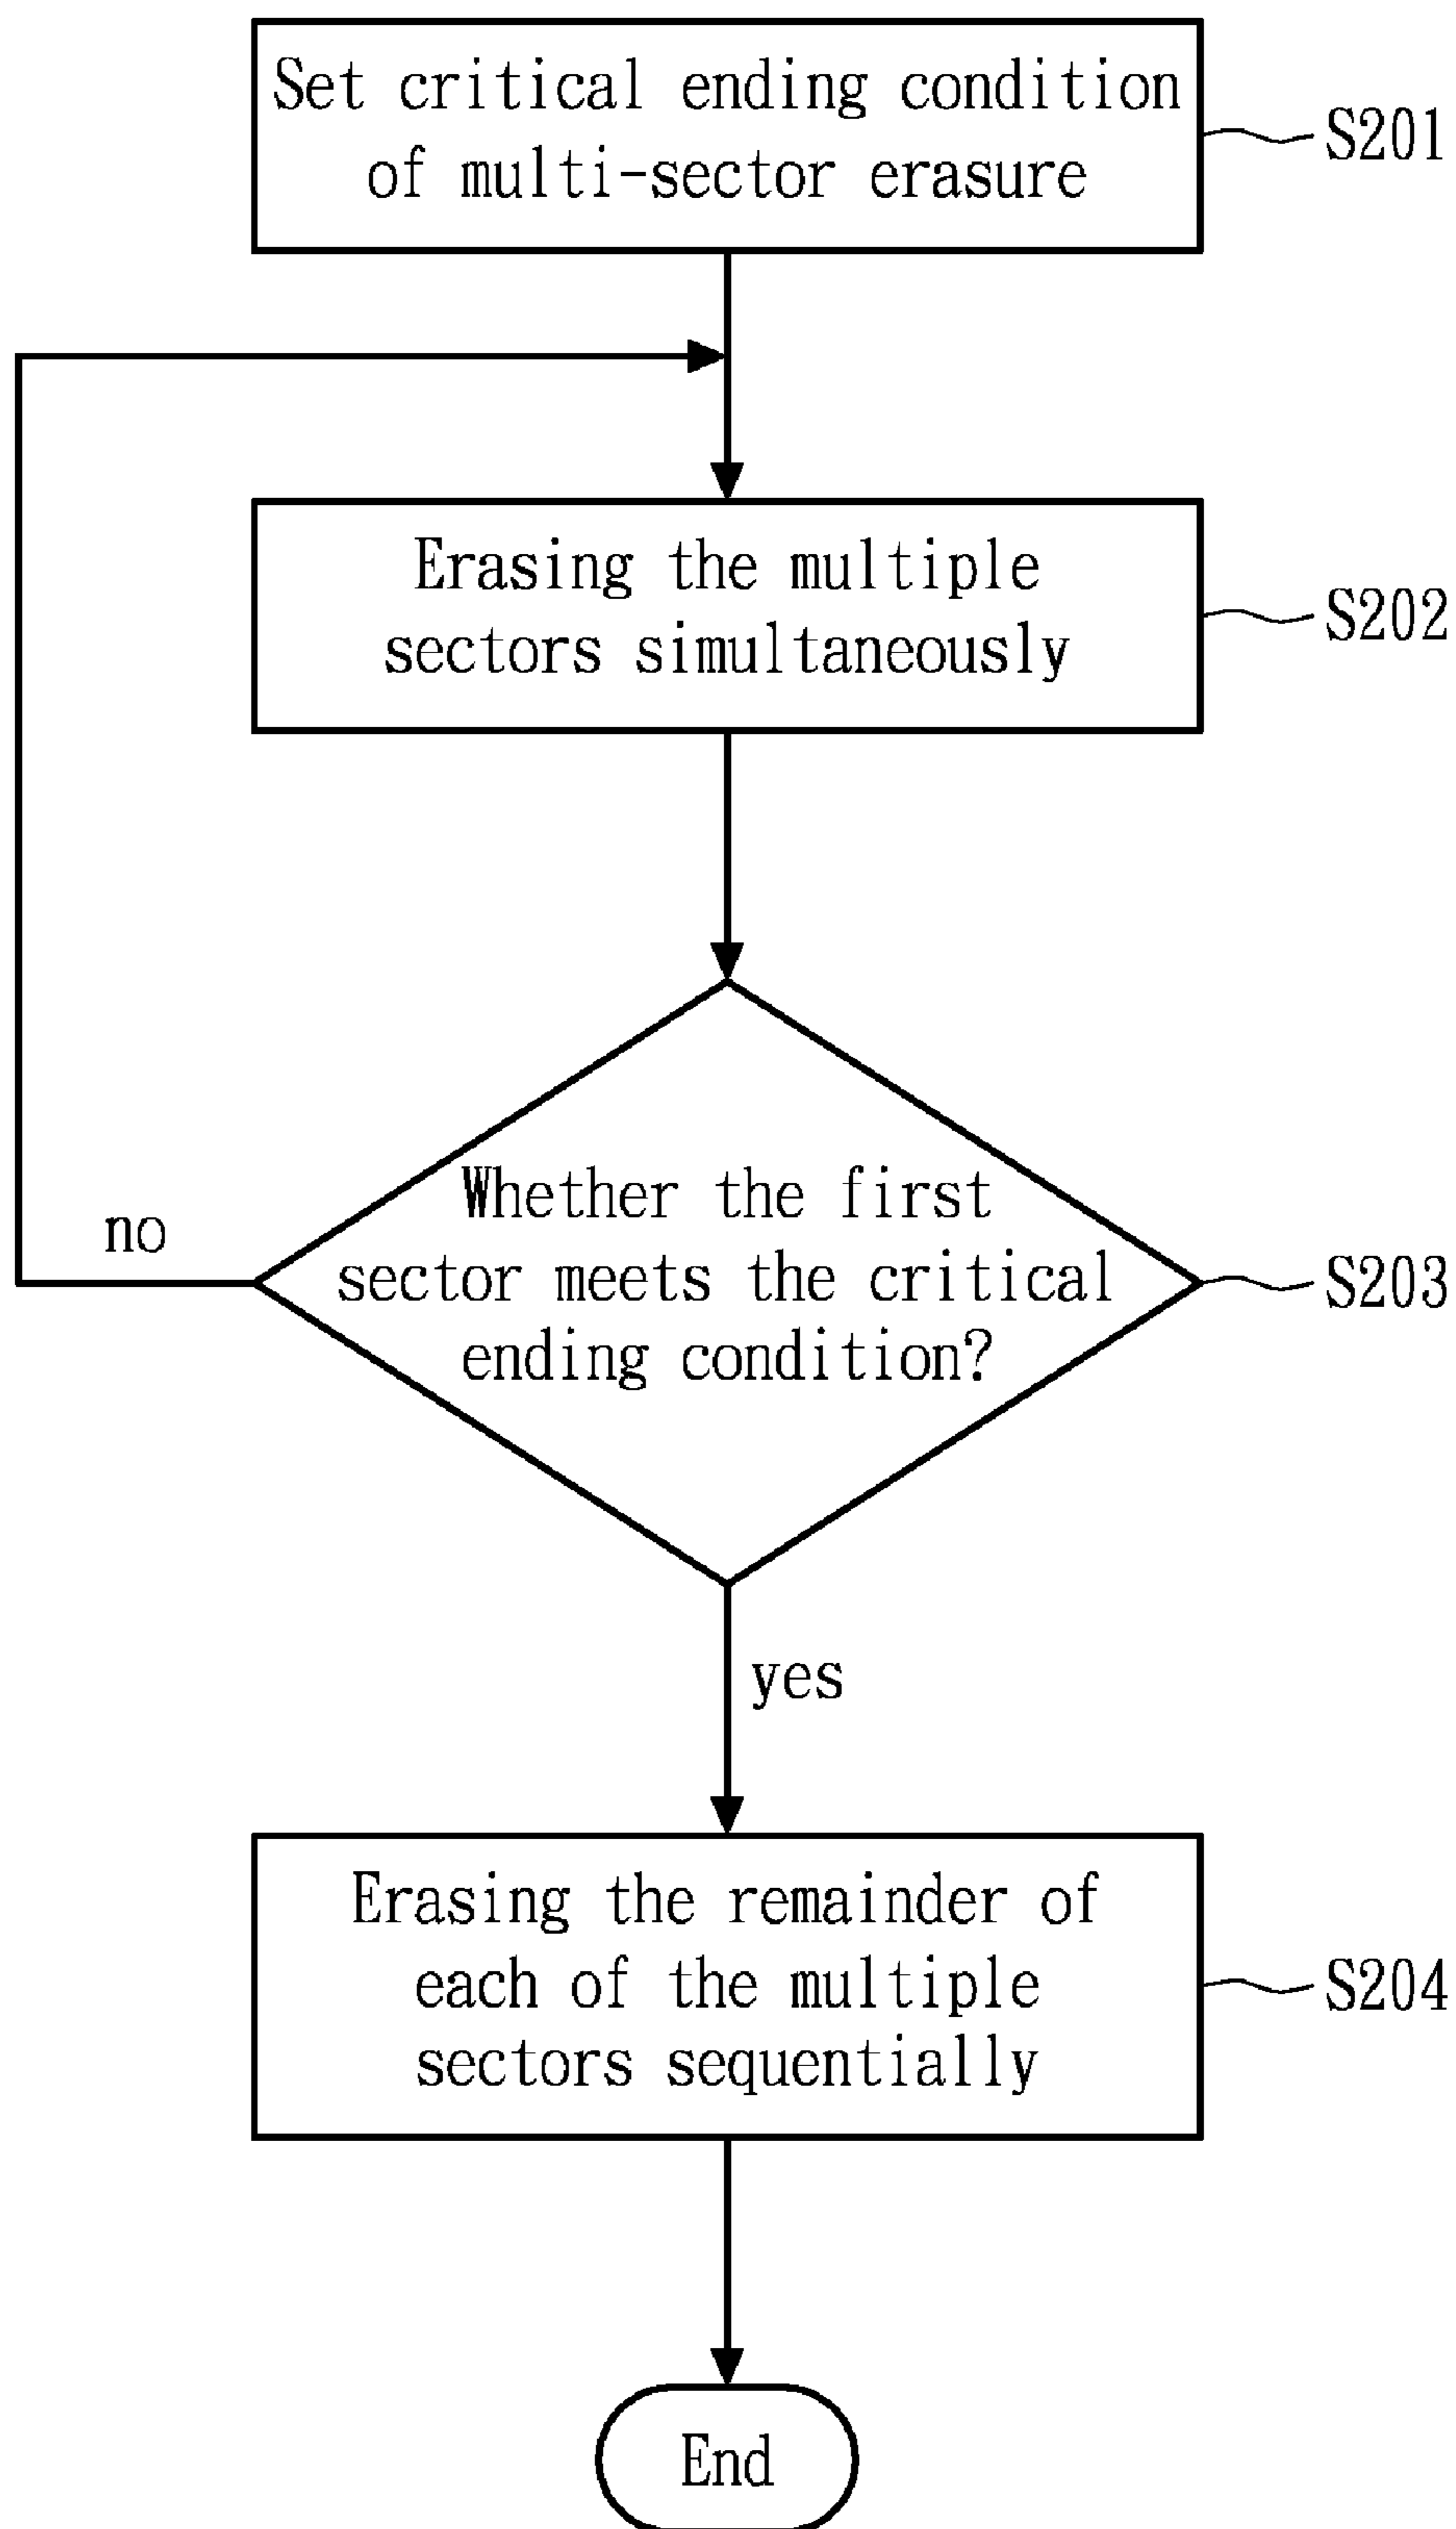 Set critical ending condition
of multi-sector erasure
S201
Erasing the multiple
sectors simultaneously
S202
Whether the first
sector meets the critical
ending condition?
S203
no
yes
Erasing the remainder of
each of the multiple
sectors sequentially
S204
End